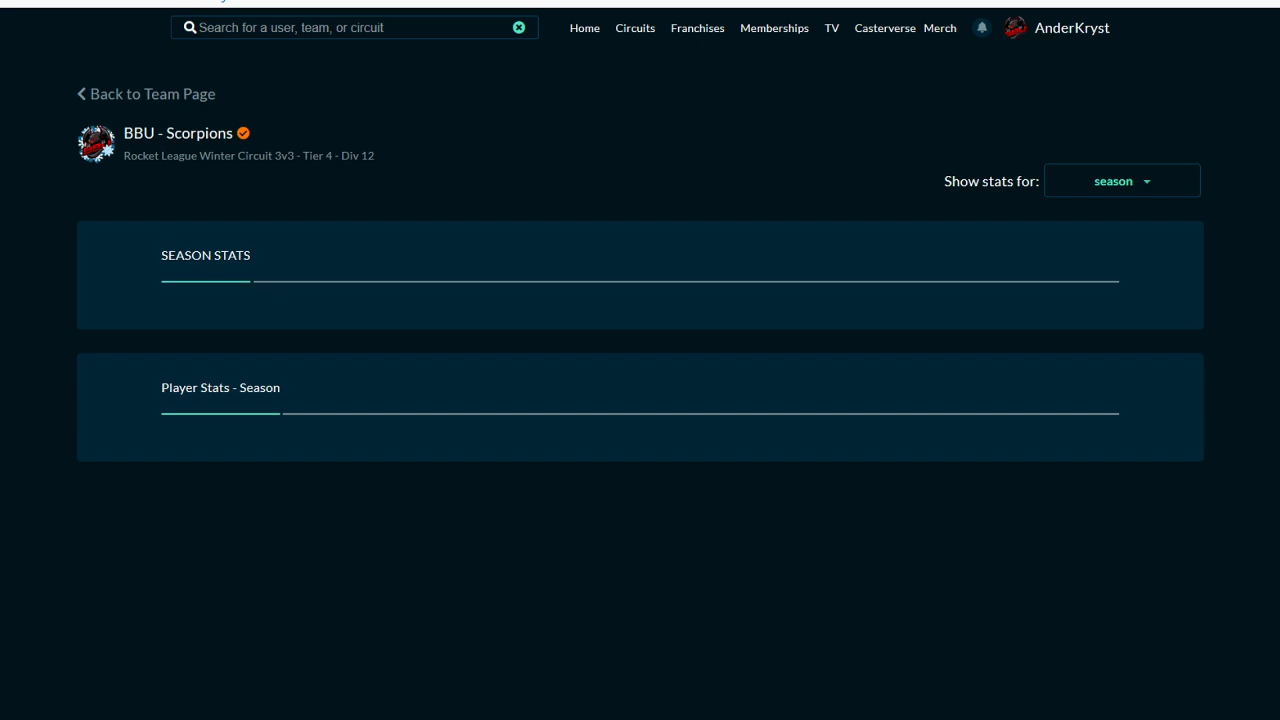 Search for a user, team, or circuit
Home Circuits Franchises Memberships TV Casterverse Merch AnderKryst
Back to Team Page
BBU - Scorpions
Rocket League Winter Circuit 3v3 - Tier 4 - Div 12
Show stats for: season
SEASON STATS
Player Stats - Season